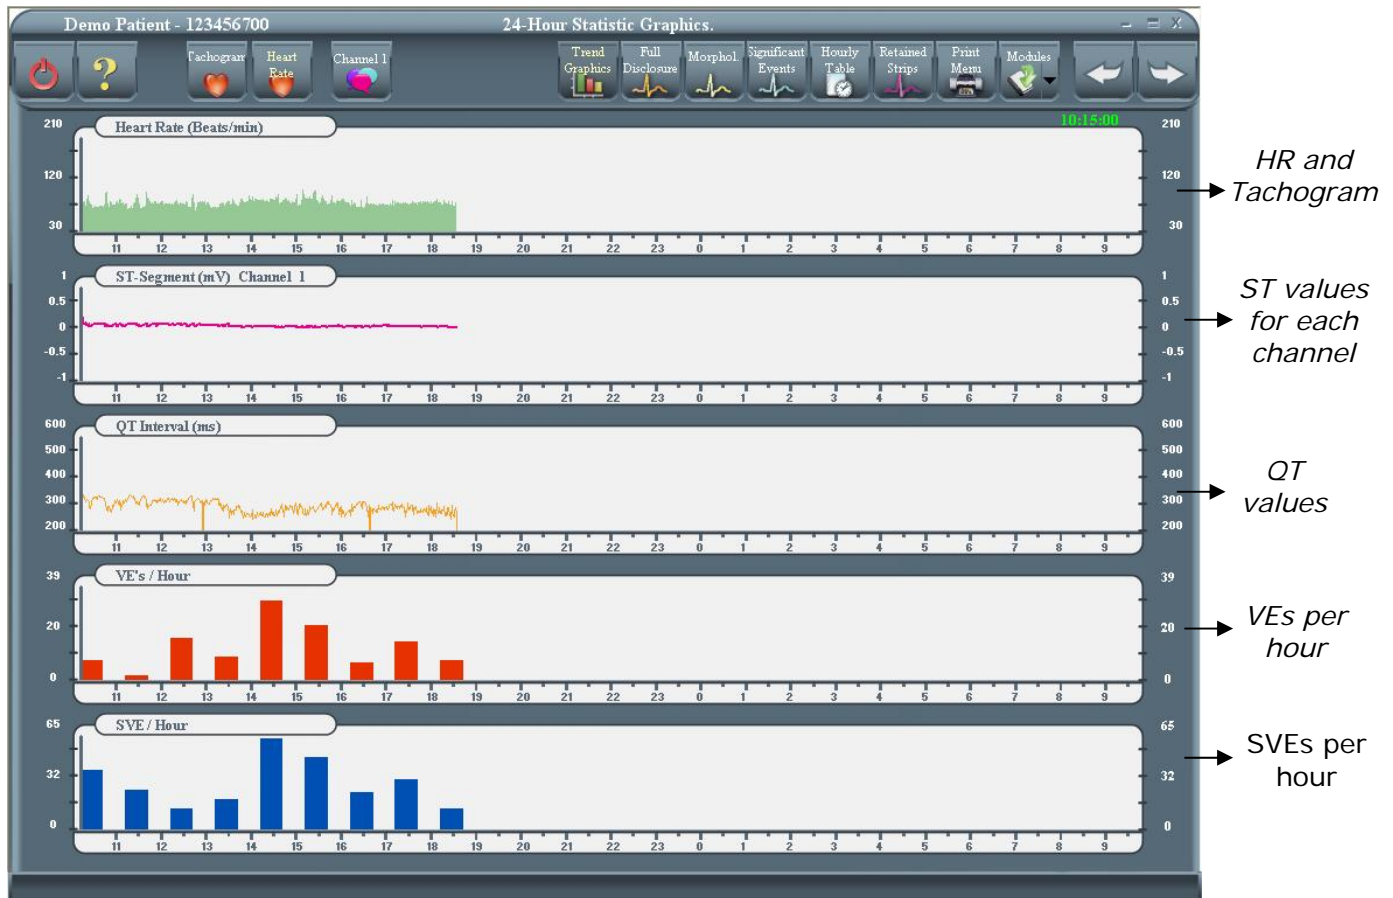 Demo Patient - 123456700
24-Hour Statistic Graphics.
Tachogram
Heart Rate
Channel 1
Trend Graphics
Full Disclosure
Morphol.
Significant Events
Hourly Table
Retained Strips
Print Menu
Modules
10:15:00
Heart Rate (Beats/min)
210 210
120 120
30 30
11 12 13 14 15 16 17 18 19 20 21 22 23 0 1 2 3 4 5 6 7 8 9
HR and
Tachogram
ST-Segment (mV) Channel 1
1 1
0.5 0.5
0 0
-0.5 -0.5
-1 -1
11 12 13 14 15 16 17 18 19 20 21 22 23 0 1 2 3 4 5 6 7 8 9
ST values
for each
channel
QT Interval (ms)
600 600
500 500
400 400
300 300
200 200
11 12 13 14 15 16 17 18 19 20 21 22 23 0 1 2 3 4 5 6 7 8 9
QT
values
VE's / Hour
39 39
20 20
0 0
11 12 13 14 15 16 17 18 19 20 21 22 23 0 1 2 3 4 5 6 7 8 9
VEs per
hour
SVE / Hour
65 65
32 32
0 0
11 12 13 14 15 16 17 18 19 20 21 22 23 0 1 2 3 4 5 6 7 8 9
SVEs per
hour